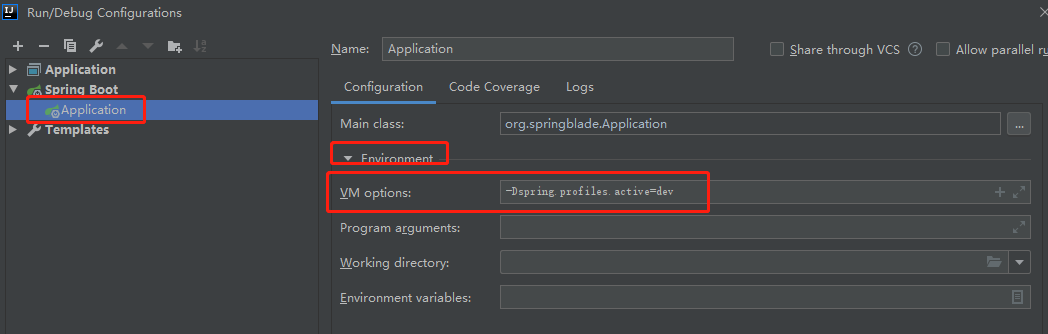 IJ Run/Debug Configurations
Name: Application Share through VCS ? Allow parallel
Application
Spring Boot
Application
Templates
Configuration Code Coverage Logs
Main class: org.springblade.Application ...
Environment
VM options: -Dspring.profiles.active=dev
Program arguments:
Working directory:
Environment variables: